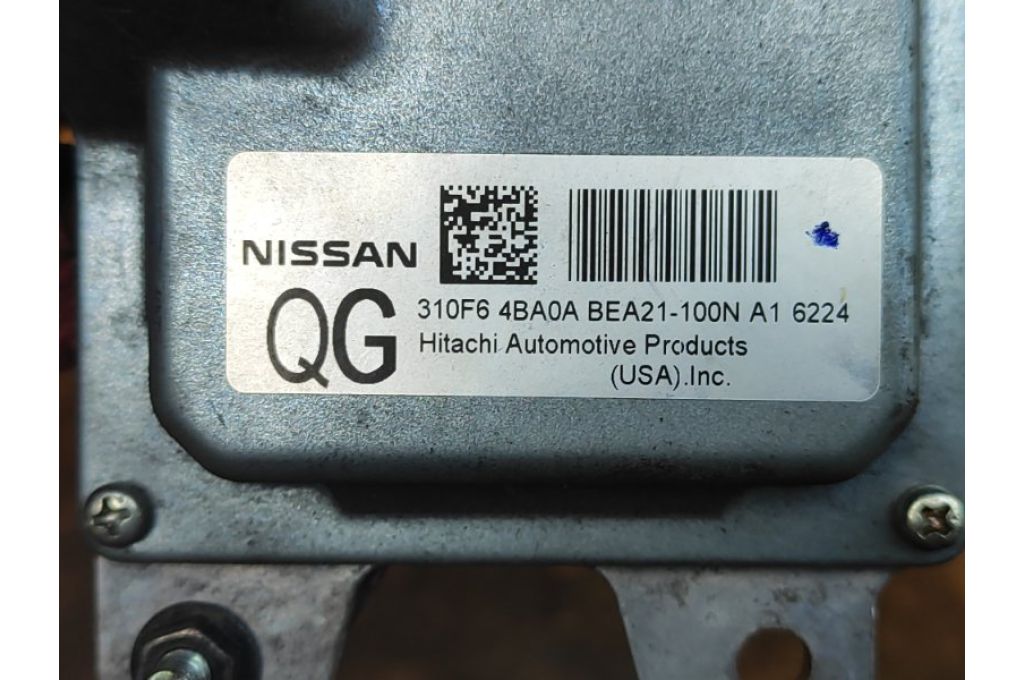 NISSAN
QG
310F6 4BA0A BEA21-100N A1 6224
Hitachi Automotive Products
(USA).Inc.